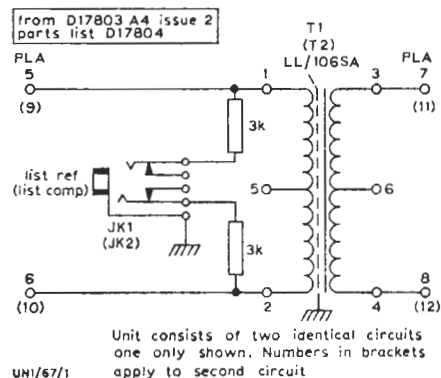 from D17803 A4 issue 2
parts list D17804
T1
(T2)
LL/106SA
PLA
5
(9)
1
3
PLA
7
(11)
3k
list ref
(list comp)
JK1
(JK2)
5
6
3k
6
(10)
2
4
8
(12)
Unit consists of two identical circuits
one only shown. Numbers in brackets
apply to second circuit
UN1/67/1